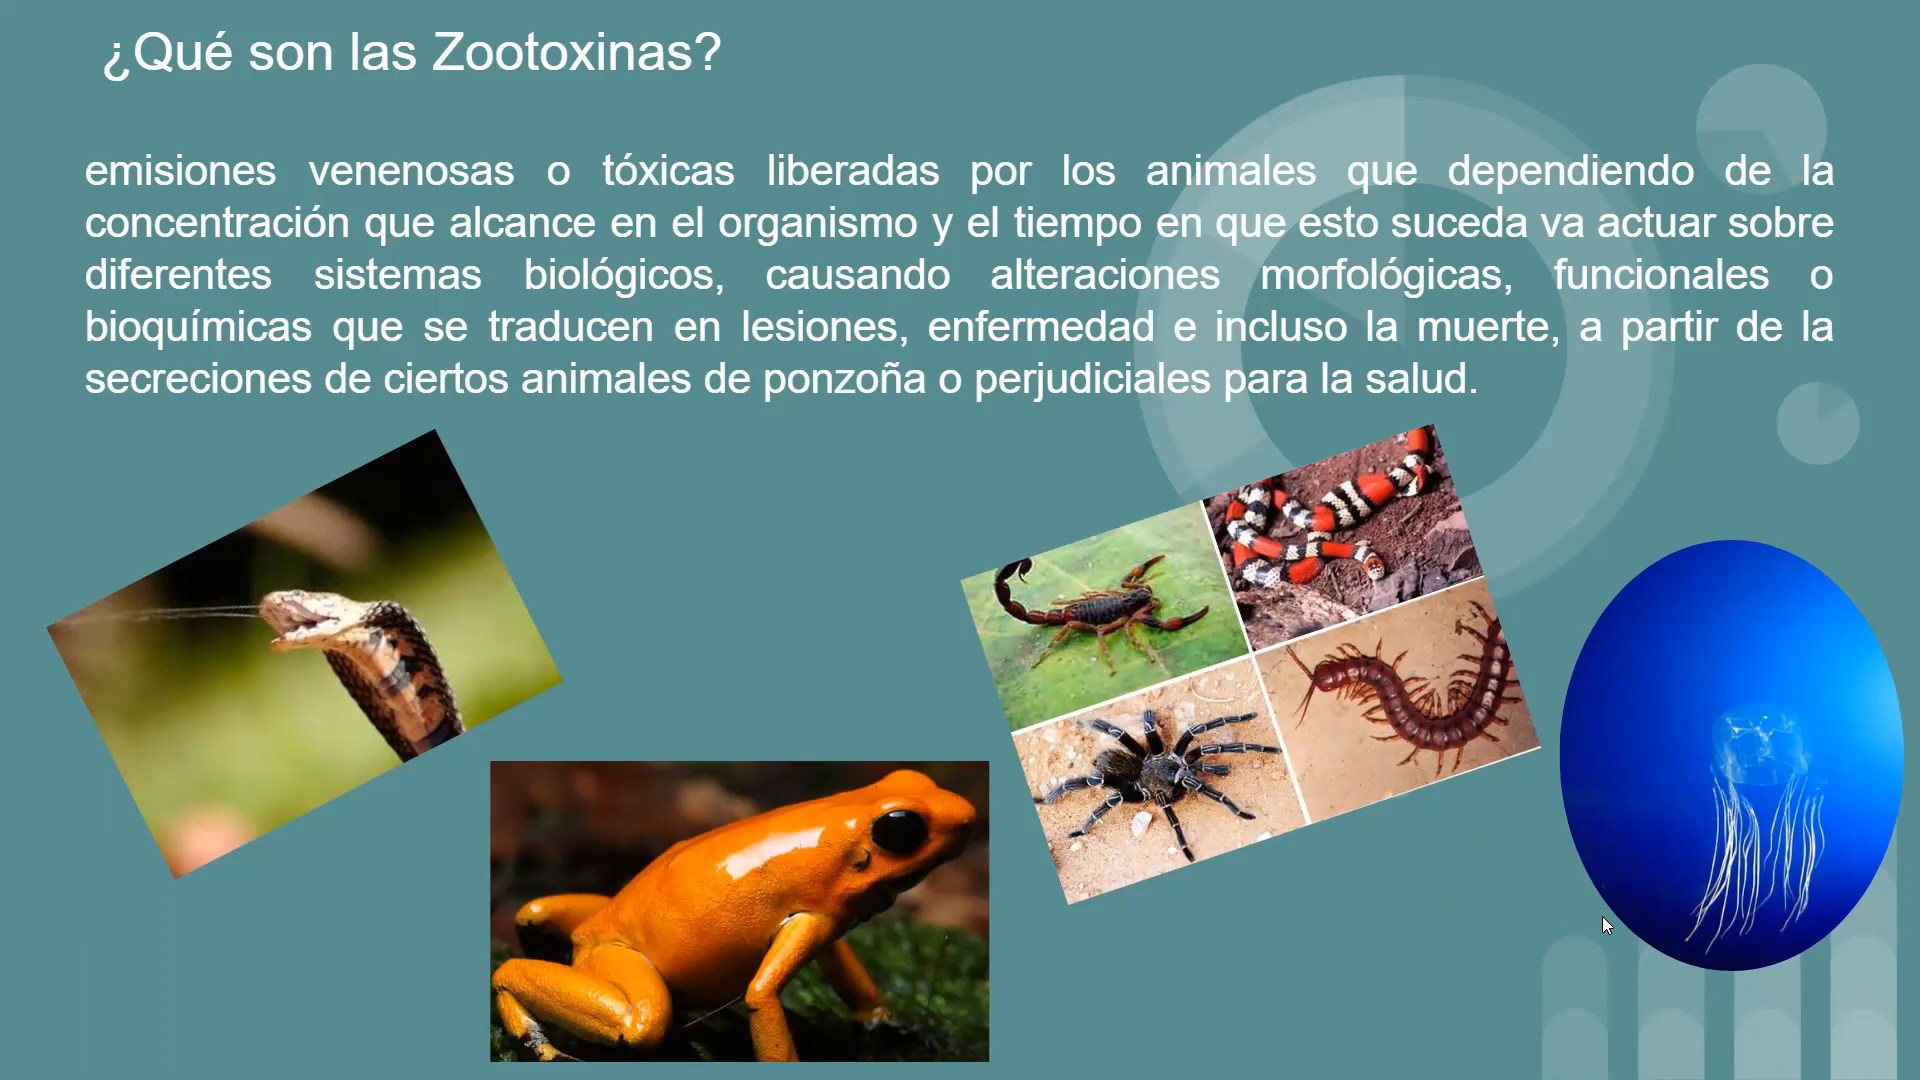 ¿Qué son las Zootoxinas?
emisiones venenosas o tóxicas liberadas por los animales que dependiendo de la
concentración que alcance en el organismo y el tiempo en que esto suceda va actuar sobre
diferentes sistemas biológicos, causando alteraciones morfológicas, funcionales o
bioquímicas que se traducen en lesiones, enfermedad e incluso la muerte, a partir de la
secreciones de ciertos animales de ponzoña o perjudiciales para la salud.